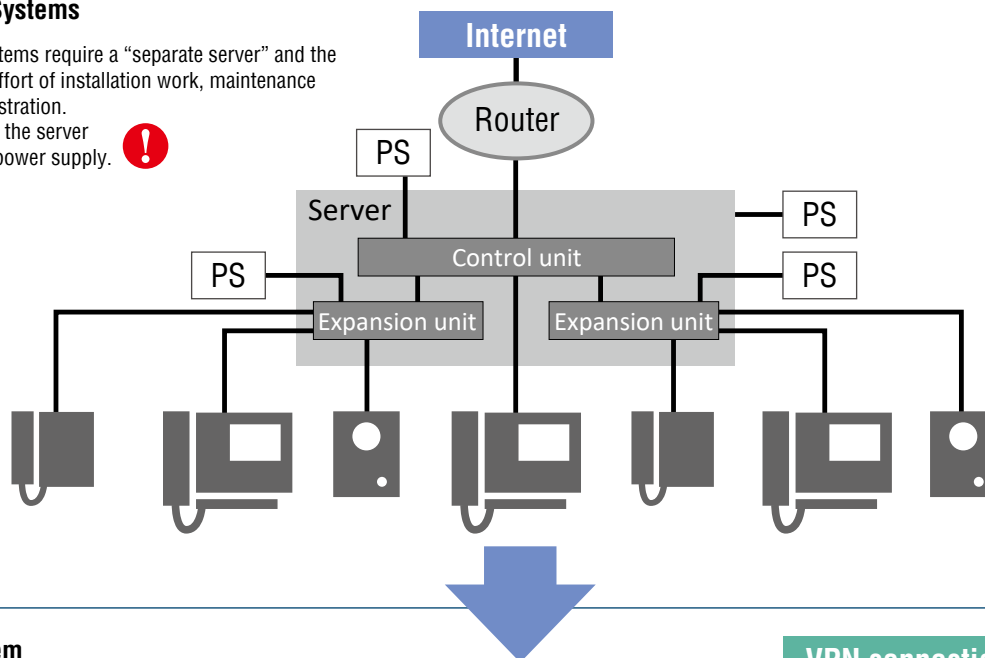 Systems
tems require a “separate server” and the
ffort of installation work, maintenance
stration.
the server
power supply.
!
Internet
Router
PS
Server
PS
Control unit
PS
PS
Expansion unit
Expansion unit
em
VPN connectio